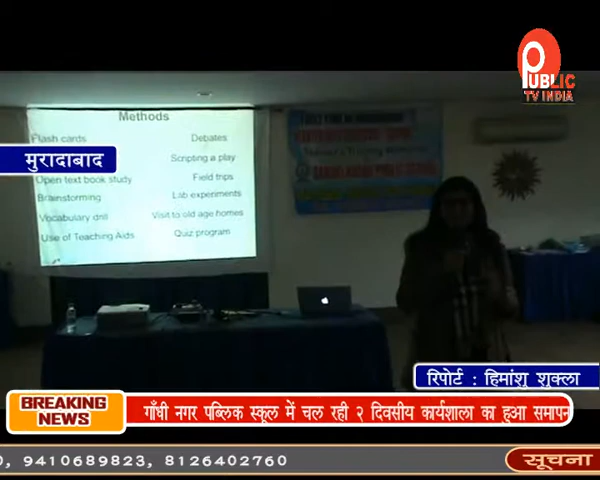 PUBLIC
TV INDIA
Methods
Flash cards
Debates
मुरादाबाद
Scripting a play
Open text book study
Field trips
Brainstorming
Lab experiments
Vocabulary drill
Visit to old age homes
Use of Teaching Aids
Quiz program
रिपोर्ट : हिमांशु शुक्ला
BREAKING
NEWS
गाँधी नगर पब्लिक स्कूल में चल रही २ दिवसीय कार्यशाला का हुआ समापन
0, 9410689823, 8126402760
सूचना